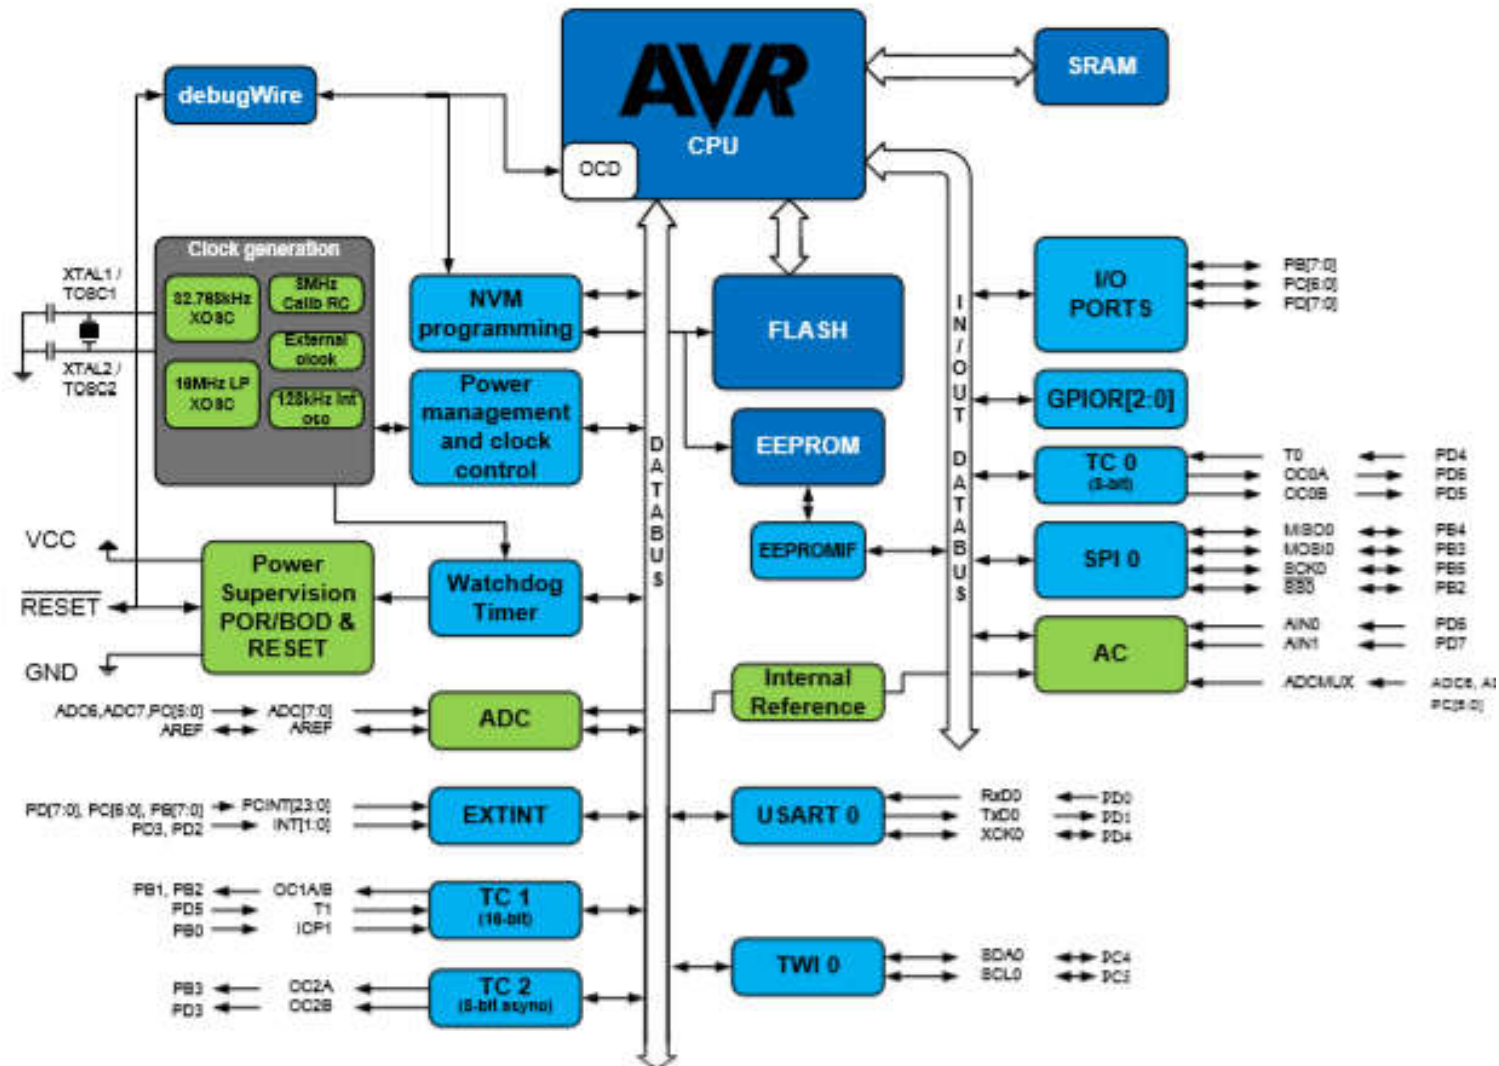 AVR
CPU
OCD
SRAM
debugWire
Clock generation
XTAL1 /
TOSC1
XTAL2 /
TOSC2
32.768kHz
XOSC
8MHz
Calib RC
External
clock
16MHz LP
XOSC
128kHz int
osc
NVM
programming
Power
management
and clock
control
FLASH
EEPROM
EEPROMIF
DATABUS
IN/OUT DATABUS
I/O
PORTS
PB[7:0]
PC[6:0]
PD[7:0]
GPIOR[2:0]
TC 0
(8-bit)
T0 PD4
OC0A PD6
OC0B PD5
SPI 0
MISO0 PB4
MOSI0 PB3
SCK0 PB5
SS0 PB2
AC
AIN0 PD6
AIN1 PD7
ADCMUX ADC6,
PC[5:0]
VCC
RESET
GND
Power
Supervision
POR/BOD &
RESET
Watchdog
Timer
Internal
Reference
ADC6,ADC7,PC[5:0] ADC[7:0]
AREF AREF
ADC
PD[7:0], PC[6:0], PB[7:0] PCINT[23:0]
PD3, PD2 INT[1:0]
EXTINT
USART 0
RxD0 PD0
TxD0 PD1
XCK0 PD4
PB1, PB2 OC1A/B
PD5 T1
PB0 ICP1
TC 1
(16-bit)
TWI 0
SDA0 PC4
SCL0 PC5
PB3 OC2A
PD3 OC2B
TC 2
(8-bit async)